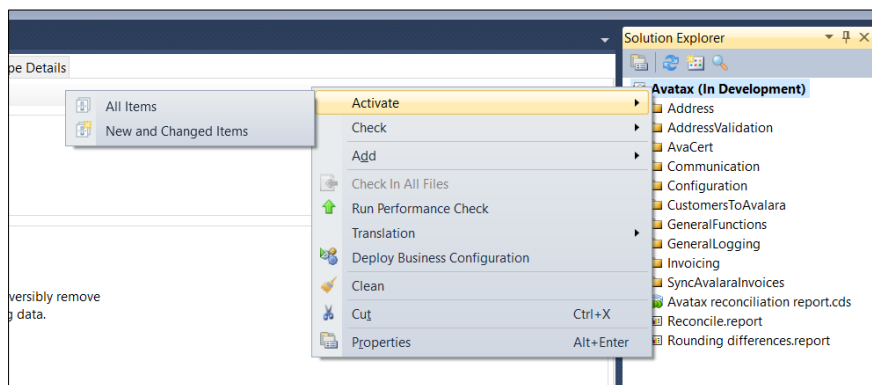 Solution Explorer
pe Details
Avatax (In Development)
All Items
New and Changed Items
Activate
Check
Add
Check In All Files
Run Performance Check
Translation
Deploy Business Configuration
Clean
Cut Ctrl+X
Properties Alt+Enter
Address
AddressValidation
AvaCert
Communication
Configuration
CustomersToAvalara
GeneralFunctions
GeneralLogging
Invoicing
SyncAvalaraInvoices
Avatax reconciliation report.cds
Reconcile.report
Rounding differences.report
versibly remove
g data.